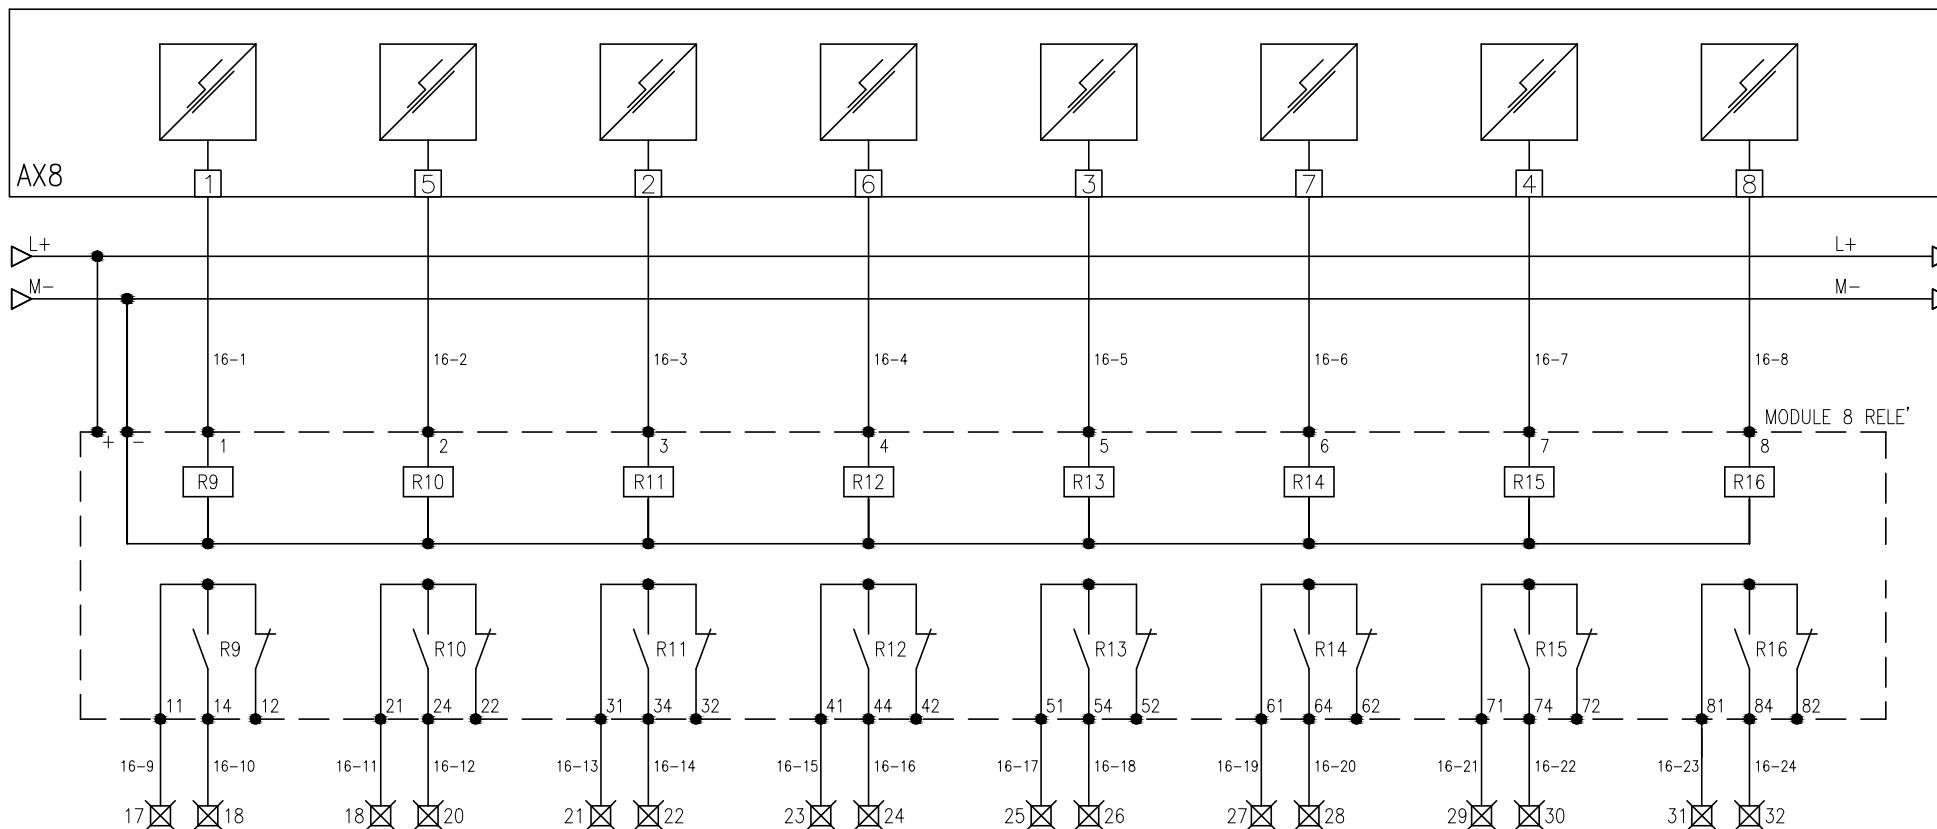 AX8
1 5 2 6 3 7 4 8
L+ L+
M- M-
16-1 16-2 16-3 16-4 16-5 16-6 16-7 16-8
MODULE 8 RELE'
+ - 1 2 3 4 5 6 7 8
R9 R10 R11 R12 R13 R14 R15 R16
R9 R10 R11 R12 R13 R14 R15 R16
11 14 12 21 24 22 31 34 32 41 44 42 51 54 52 61 64 62 71 74 72 81 84 82
16-9 16-10 16-11 16-12 16-13 16-14 16-15 16-16 16-17 16-18 16-19 16-20 16-21 16-22 16-23 16-24
17 18 18 20 21 22 23 24 25 26 27 28 29 30 31 32